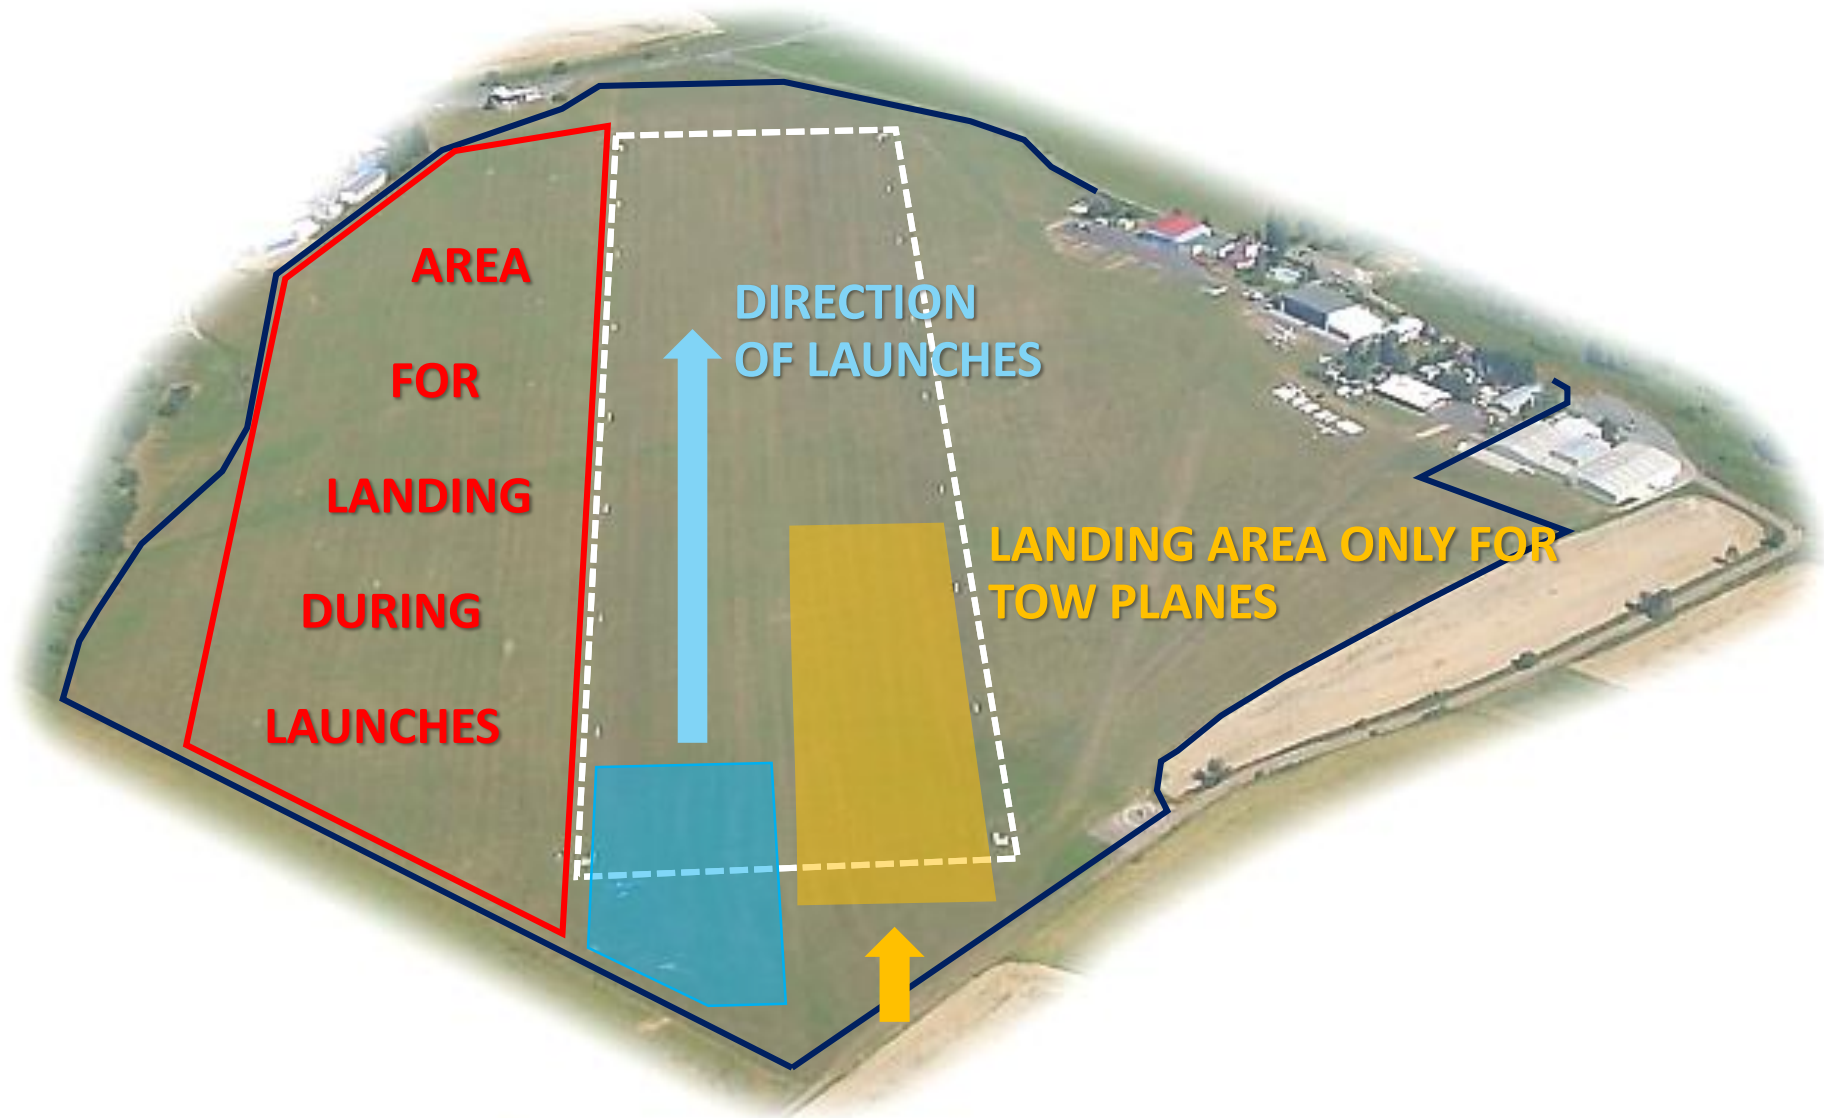 AREA
FOR
LANDING
DURING
LAUNCHES
DIRECTION
OF LAUNCHES
LANDING AREA ONLY FOR
TOW PLANES